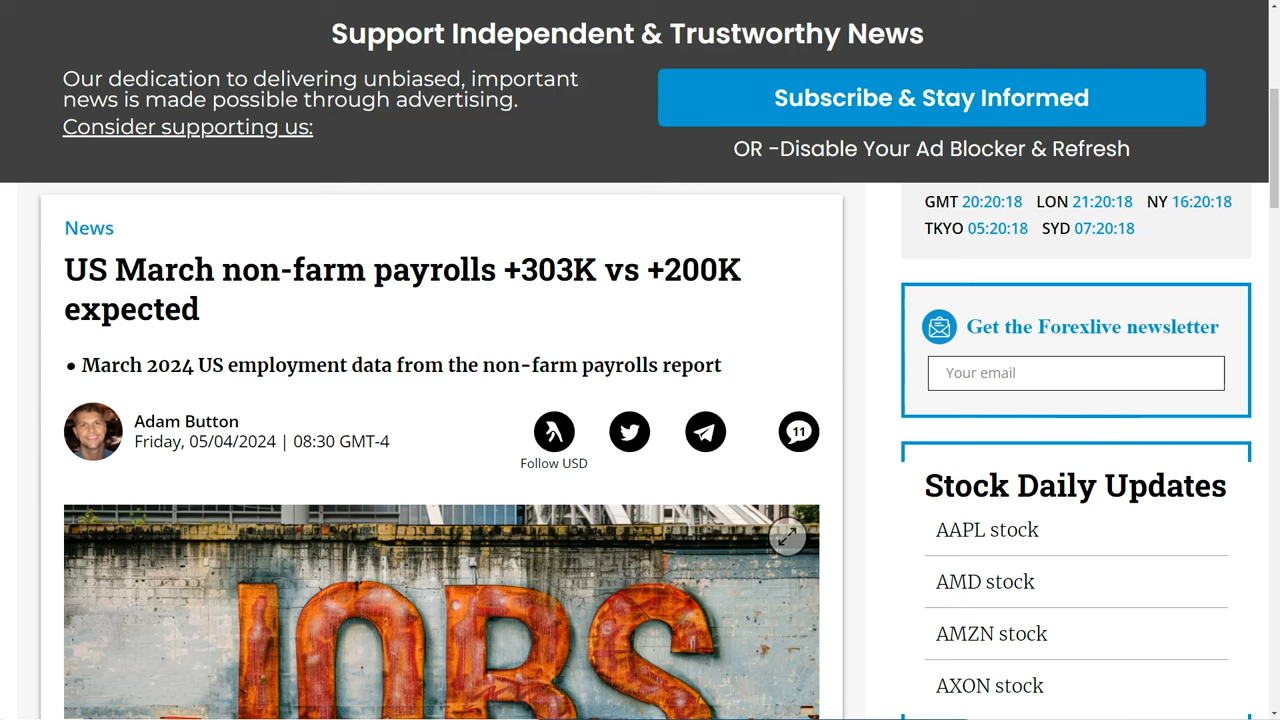 Support Independent & Trustworthy News
Our dedication to delivering unbiased, important
news is made possible through advertising.
Consider supporting us:
Subscribe & Stay Informed
OR -Disable Your Ad Blocker & Refresh
GMT 20:20:18 LON 21:20:18 NY 16:20:18
TKYO 05:20:18 SYD 07:20:18
News
US March non-farm payrolls +303K vs +200K
expected
• March 2024 US employment data from the non-farm payrolls report
Adam Button
Friday, 05/04/2024 | 08:30 GMT-4
Follow USD
11
JOBS
Get the Forexlive newsletter
Your email
Stock Daily Updates
AAPL stock
AMD stock
AMZN stock
AXON stock